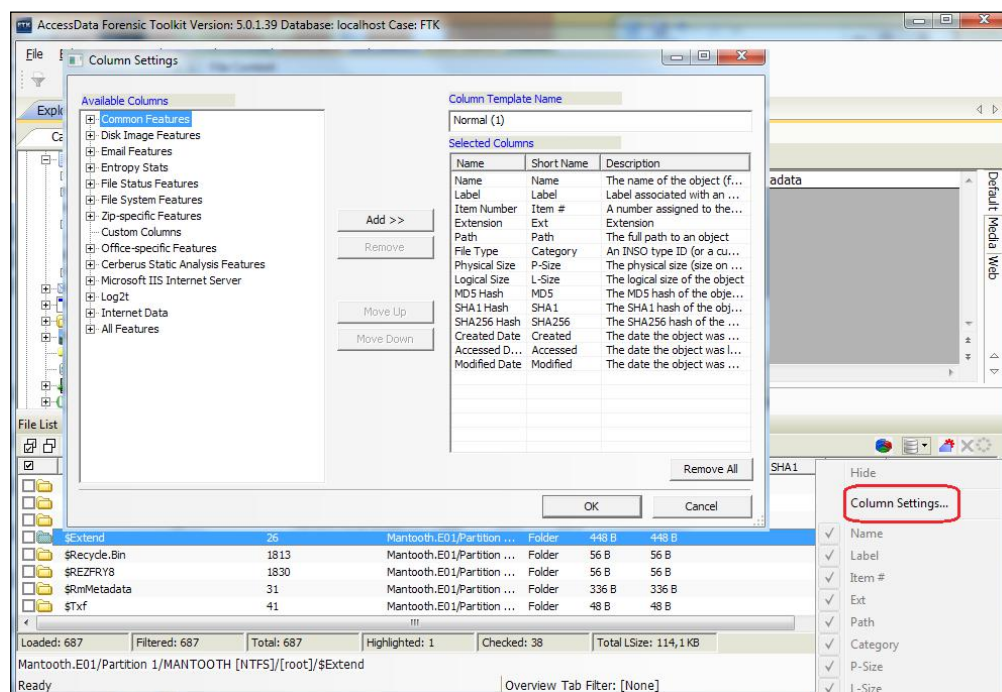 AccessData Forensic Toolkit Version: 5.0.1.39 Database: localhost Case: FTK
File
Column Settings
Available Columns
Common Features
Disk Image Features
Email Features
Entropy Stats
File Status Features
File System Features
Zip-specific Features
Custom Columns
Office-specific Features
Cerberus Static Analysis Features
Microsoft IIS Internet Server
Log2t
Internet Data
All Features
Add >>
Remove
Move Up
Move Down
Column Template Name
Normal (1)
Selected Columns
Name Short Name Description
Name Name The name of the object (f...
Label Label Label associated with an ...
Item Number Item # A number assigned to the...
Extension Ext Extension
Path Path The full path to an object
File Type Category An INSO type ID (or a cu...
Physical Size P-Size The physical size (size on ...
Logical Size L-Size The logical size of the object
MD5 Hash MD5 The MD5 hash of the obje...
SHA1 Hash SHA1 The SHA1 hash of the obj...
SHA256 Hash SHA256 The SHA256 hash of the ...
Created Date Created The date the object was ...
Accessed D... Accessed The date the object was l...
Modified Date Modified The date the object was ...
Remove All
OK Cancel
Expl
Ca
adata
Default Media Web
File List
SHA1
$Extend 26 Mantooth.E01/Partition ... Folder 448 B 448 B
$Recycle.Bin 1813 Mantooth.E01/Partition ... Folder 56 B 56 B
$REZFRY8 1830 Mantooth.E01/Partition ... Folder 56 B 56 B
$RmMetadata 31 Mantooth.E01/Partition ... Folder 336 B 336 B
$Txf 41 Mantooth.E01/Partition ... Folder 48 B 48 B
Hide
Column Settings...
Name
Label
Item #
Ext
Path
Category
P-Size
L-Size
Loaded: 687 Filtered: 687 Total: 687 Highlighted: 1 Checked: 38 Total LSize: 114,1 KB
Mantooth.E01/Partition 1/MANTOOTH [NTFS]/[root]/$Extend
Ready Overview Tab Filter: [None]